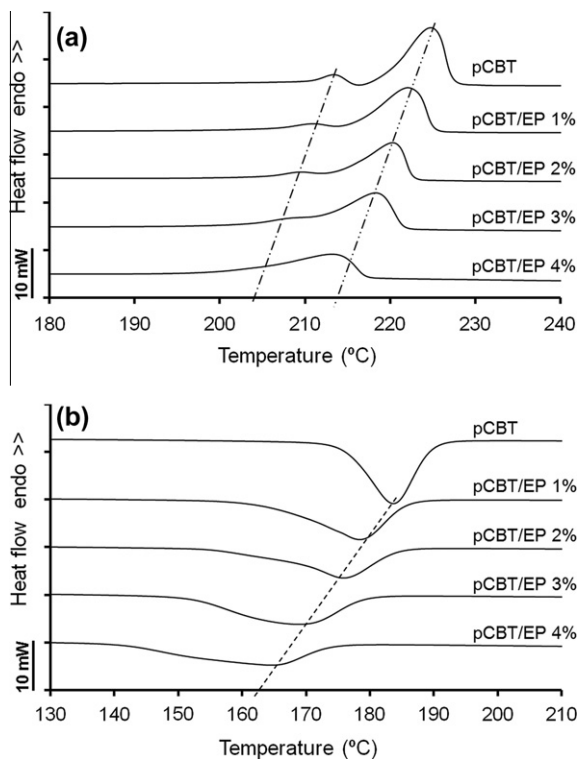 (a)
pCBT
pCBT/EP 1%
pCBT/EP 2%
pCBT/EP 3%
pCBT/EP 4%
Heat flow endo >>
10 mW
180 190 200 210 220 230 240
Temperature (ºC)
(b)
pCBT
pCBT/EP 1%
pCBT/EP 2%
pCBT/EP 3%
pCBT/EP 4%
Heat flow endo >>
10 mW
130 140 150 160 170 180 190 200 210
Temperature (ºC)